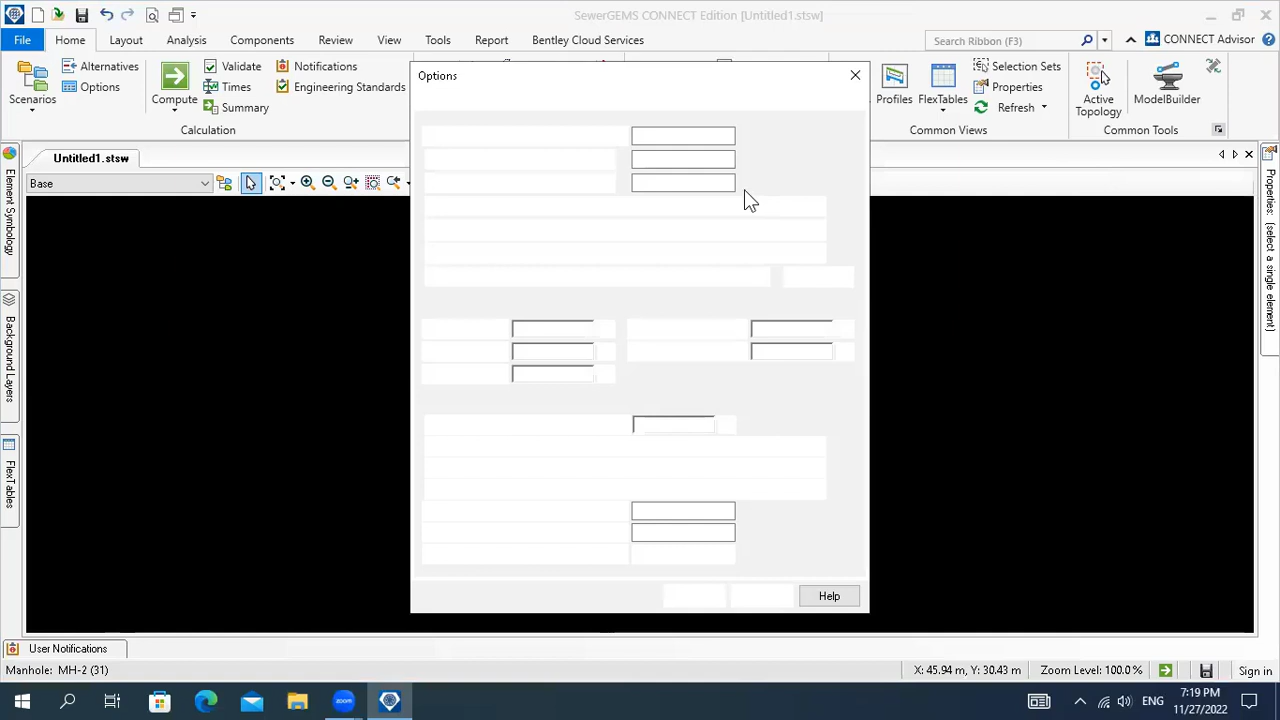 SewerGEMS CONNECT Edition [Untitled1.stsw]
File Home Layout Analysis Components Review View Tools Report Bentley Cloud Services Search Ribbon (F3) CONNECT Advisor
Scenarios
Alternatives
Options
Compute
Validate
Times
Summary
Notifications
Engineering Standards
Calculation
Profiles
FlexTables
Selection Sets
Properties
Refresh
Common Views
Active
Topology
ModelBuilder
Common Tools
Options
Help
Untitled1.stsw
Base
Element Symbology
Background Layers
FlexTables
Properties: (select a single element)
User Notifications
Manhole: MH-2 (31)
X: 45.94 m, Y: 30.43 m Zoom Level: 100.0 % Sign in
zoom
ENG
7:19 PM
11/27/2022